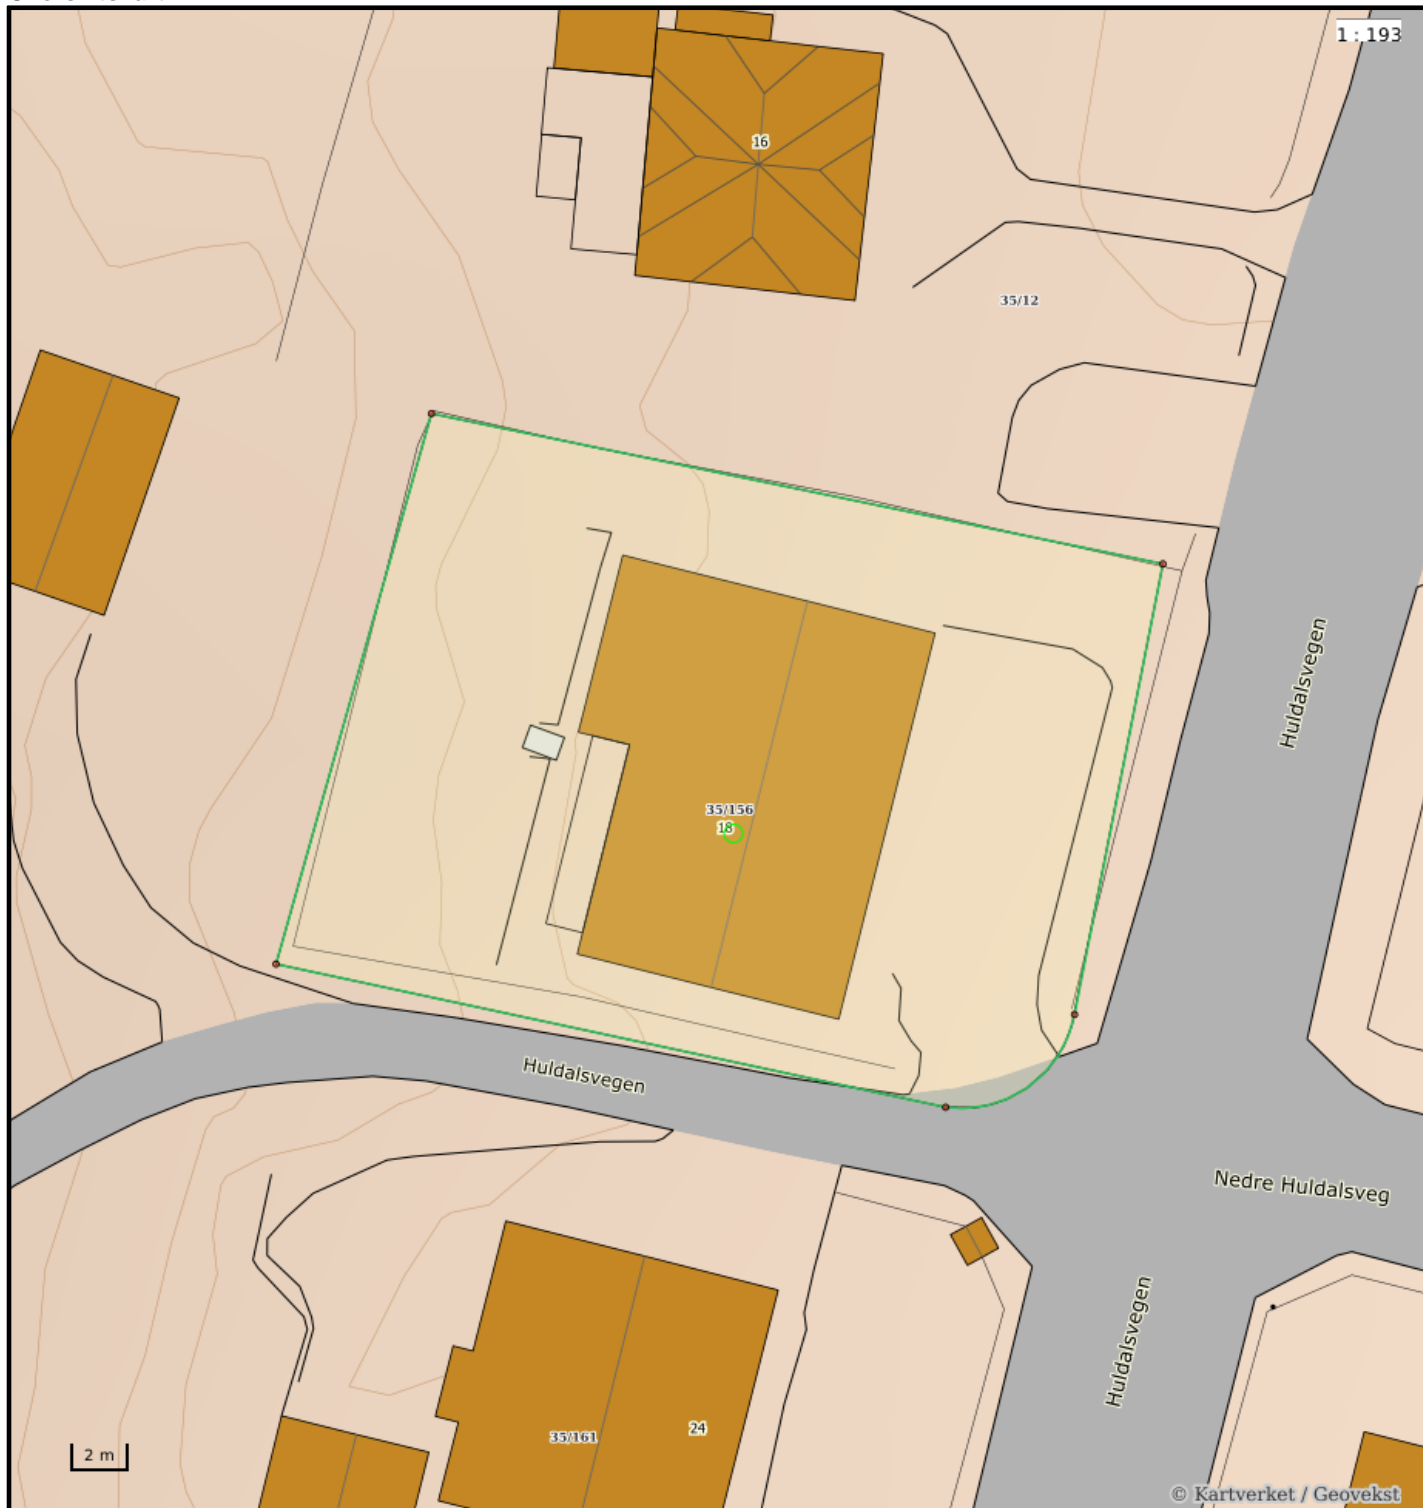 1 : 193
16
35/12
Huldalsvegen
35/156
18
Huldalsvegen
Nedre Huldalsveg
Huldalsvegen
24
35/161
2 m
© Kartverket / Geovekst